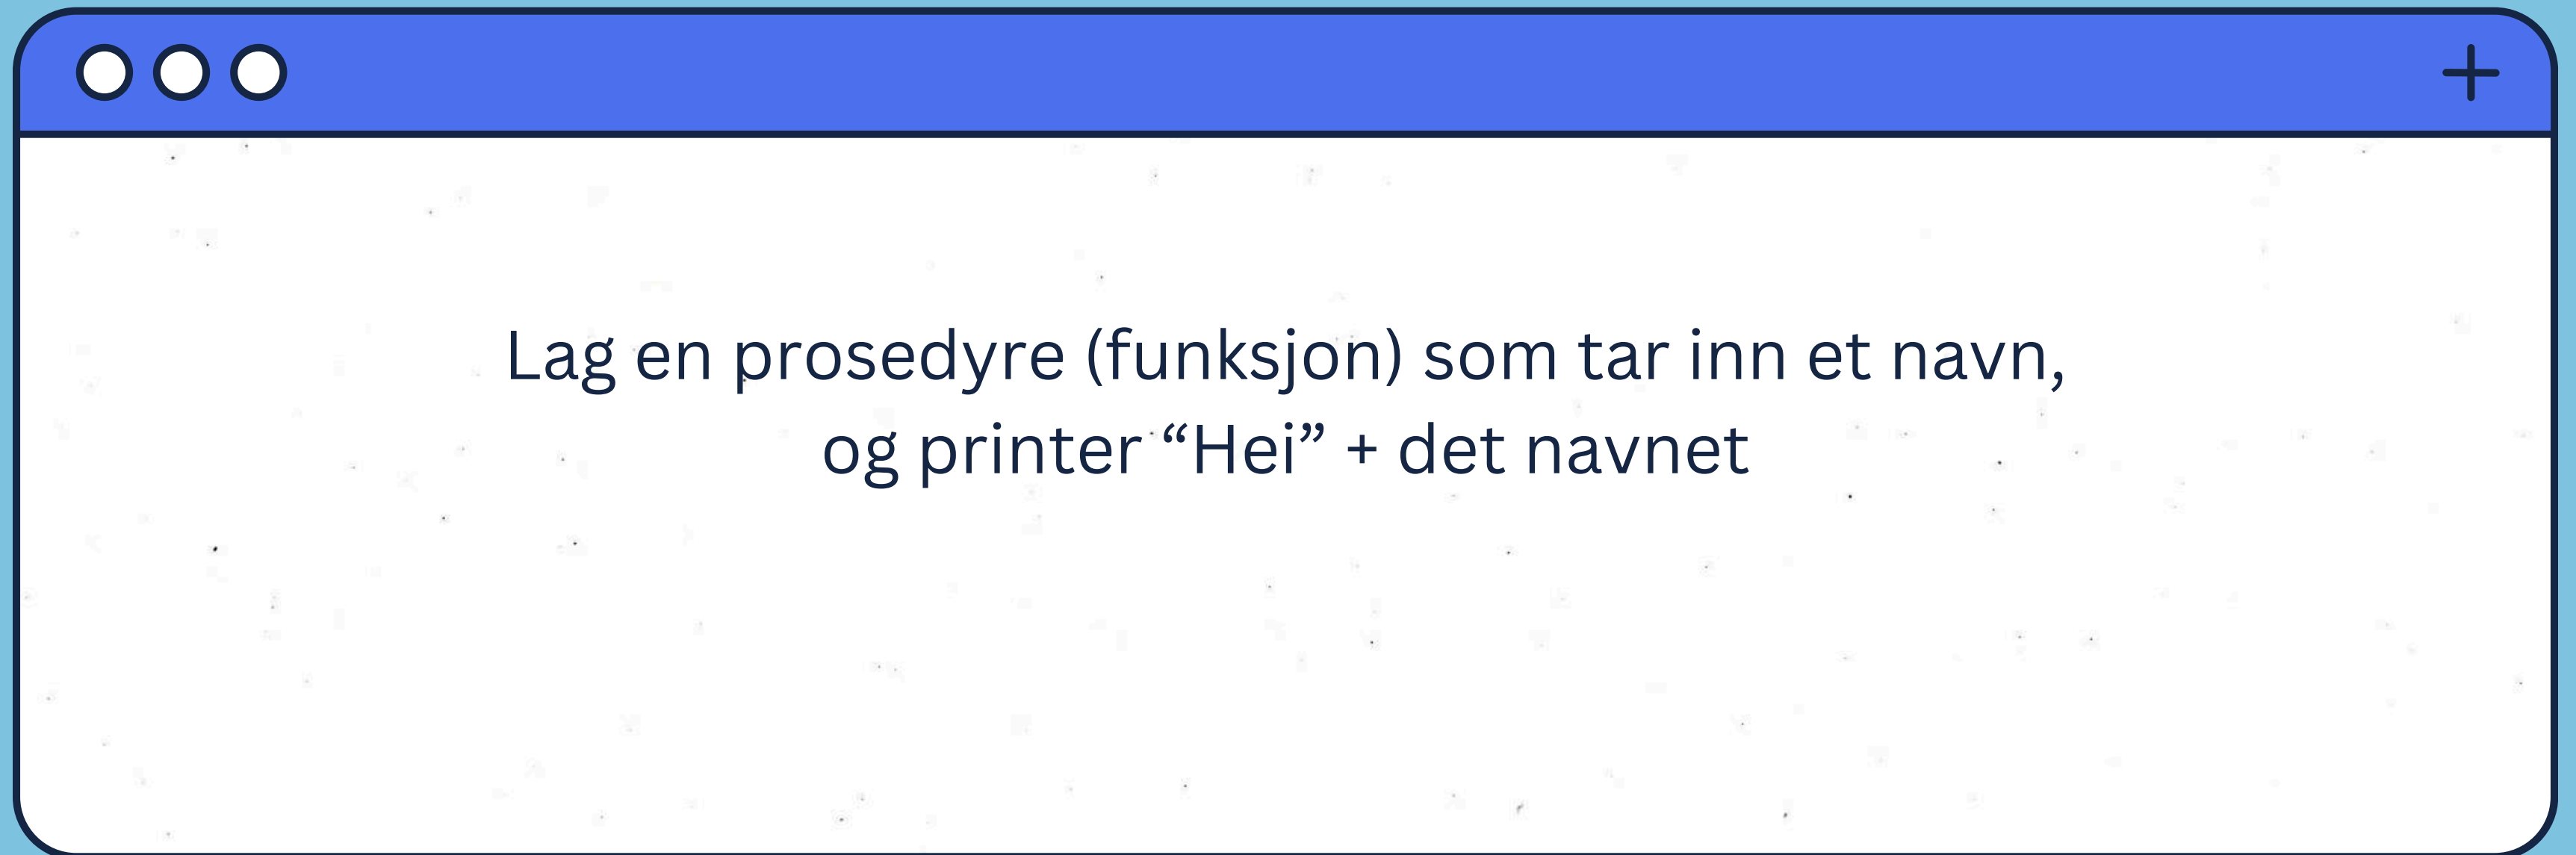 Lag en prosedyre (funksjon) som tar inn et navn,
og printer “Hei” + det navnet